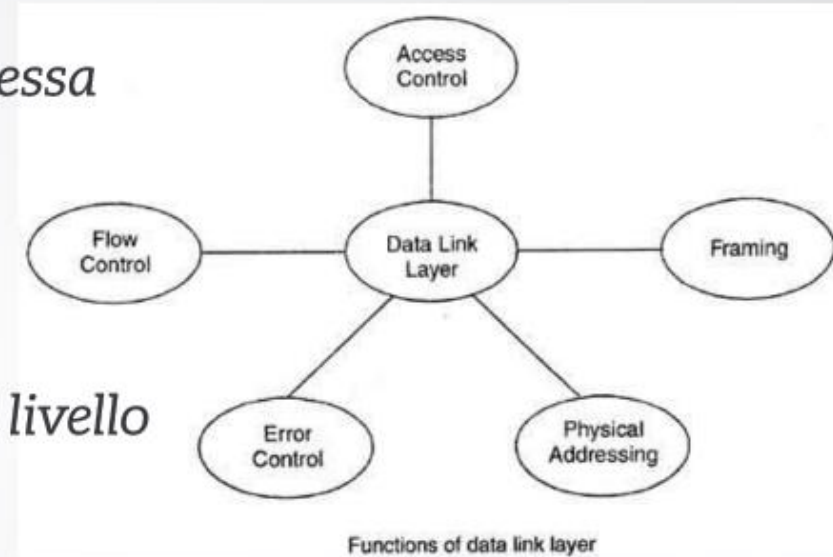 essa
Access
Control
Flow
Control
Data Link
Layer
Framing
livello
Error
Control
Physical
Addressing
Functions of data link layer